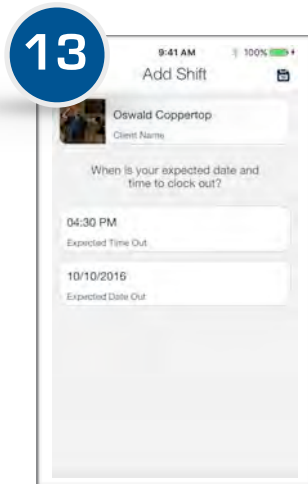 13
9:41 AM 100%
Add Shift
Oswald Coppertop
Client Name
When is your expected date and
time to clock out?
04:30 PM
Expected Time Out
10/10/2016
Expected Date Out